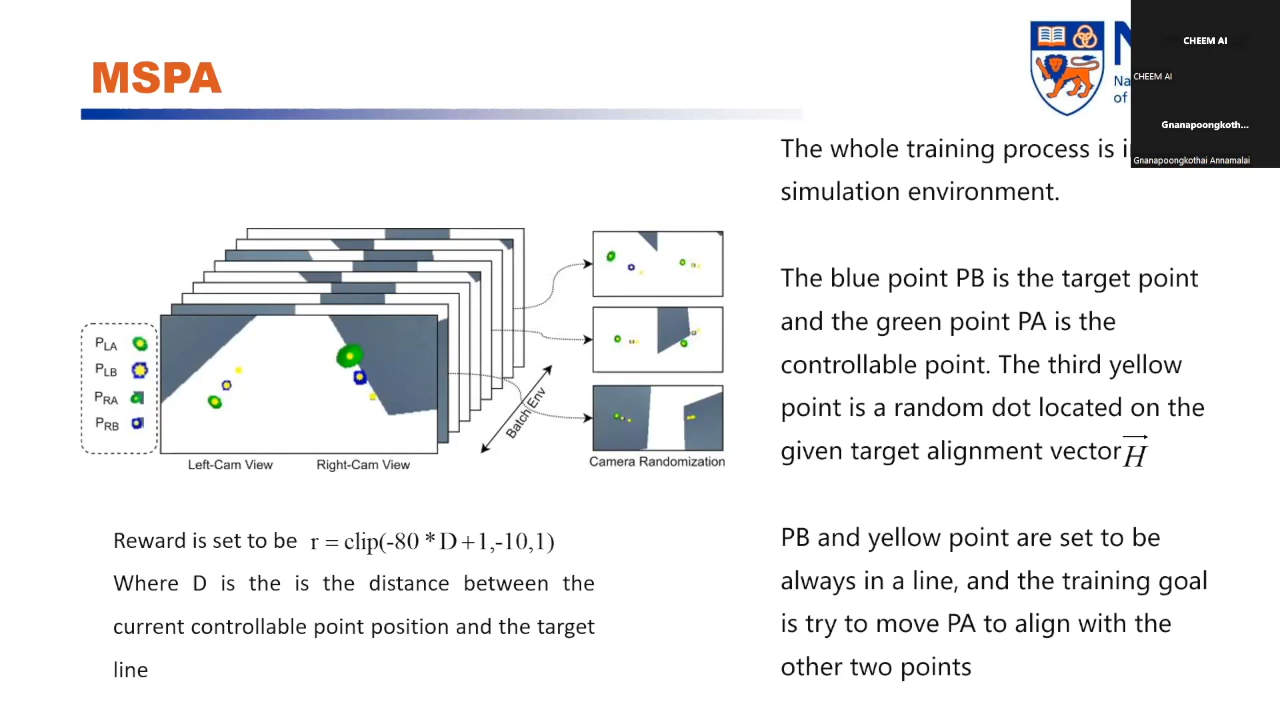 MSPA
N
Na
of
CHEEM AI
CHEEM AI
Gnanapoongkoth...
Gnanapoongkothai Annamalai
The whole training process is i
simulation environment.
The blue point PB is the target point
and the green point PA is the
controllable point. The third yellow
point is a random dot located on the
given target alignment vector H
PB and yellow point are set to be
always in a line, and the training goal
is try to move PA to align with the
other two points
PLA
PLB
PRA
PRB
Left-Cam View
Right-Cam View
Batch Env
Camera Randomization
Reward is set to be r = clip(-80 * D +1,-10,1)
Where D is the is the distance between the
current controllable point position and the target
line